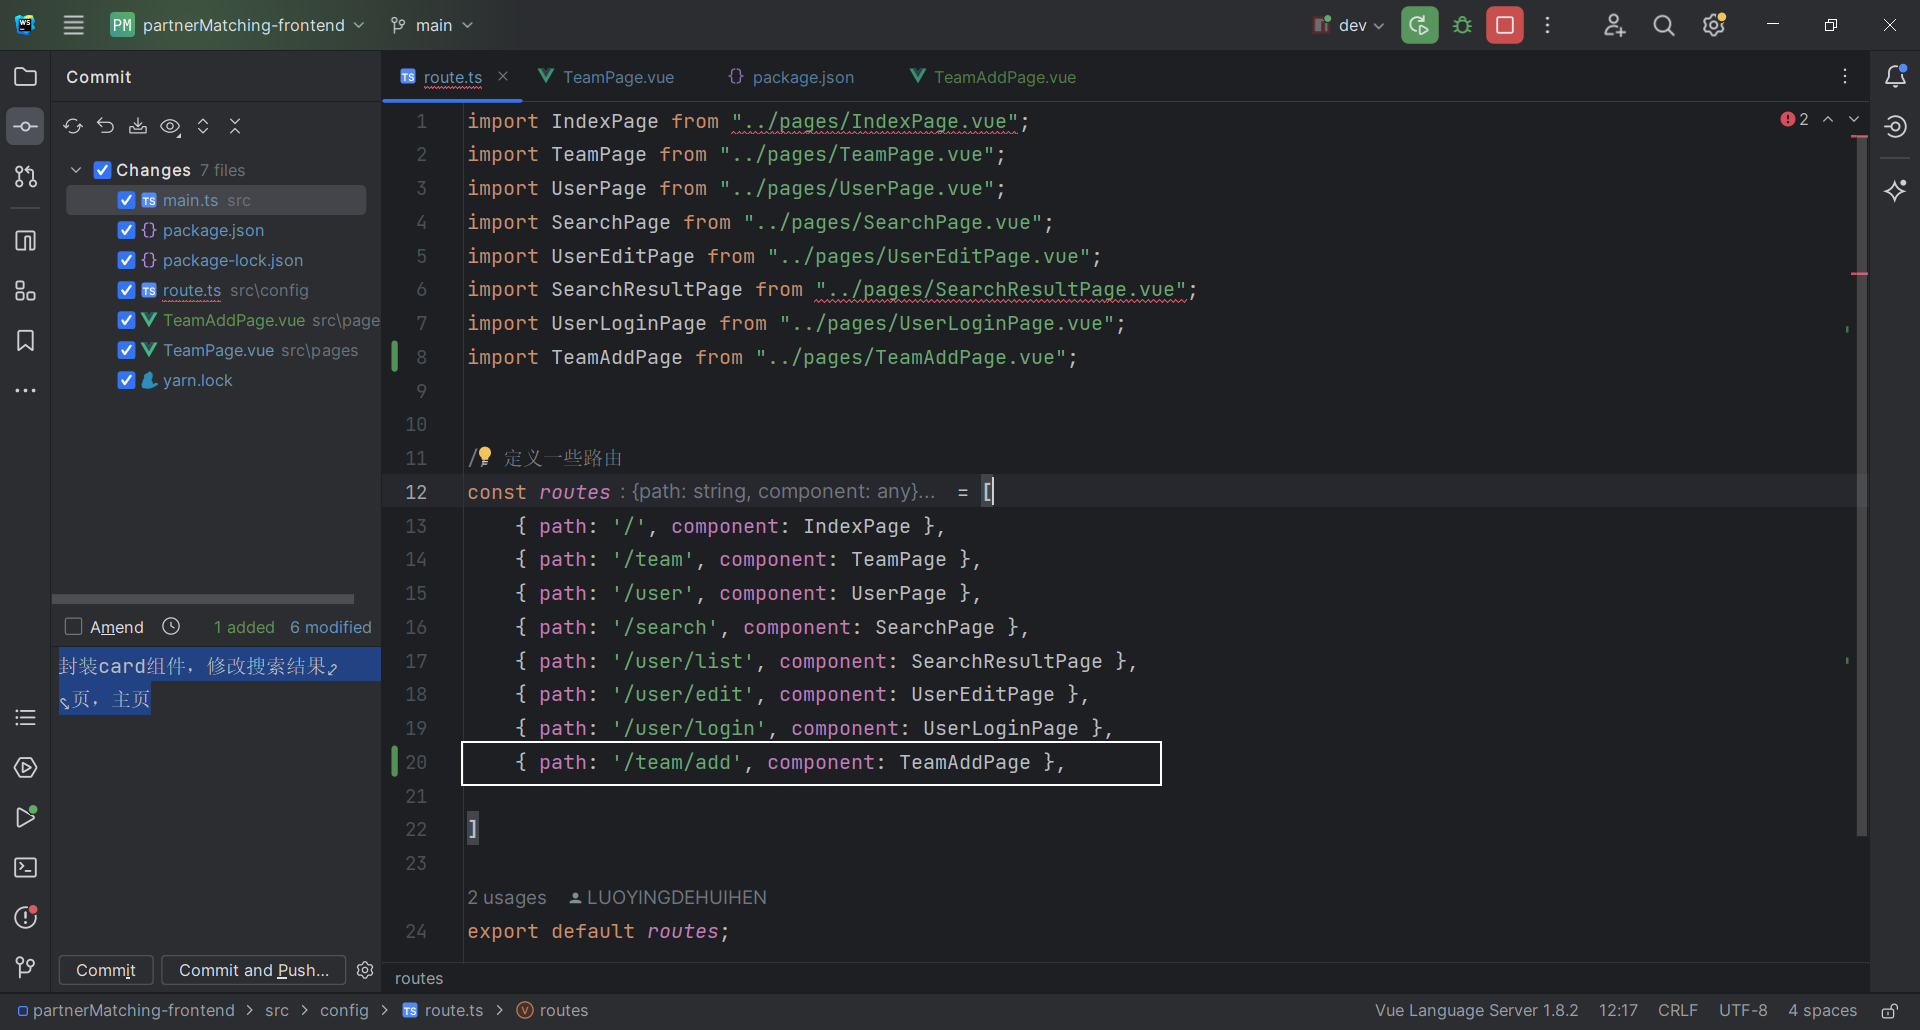 WS
PM partnerMatching-frontend main dev
Commit
route.ts TeamPage.vue package.json TeamAddPage.vue
Changes 7 files
main.ts src
package.json
package-lock.json
route.ts src\config
TeamAddPage.vue src\page
TeamPage.vue src\pages
yarn.lock
Amend 1 added 6 modified
封装card组件，修改搜索结果
页，主页
Commit Commit and Push...
2
1 import IndexPage from "../pages/IndexPage.vue";
2 import TeamPage from "../pages/TeamPage.vue";
3 import UserPage from "../pages/UserPage.vue";
4 import SearchPage from "../pages/SearchPage.vue";
5 import UserEditPage from "../pages/UserEditPage.vue";
6 import SearchResultPage from "../pages/SearchResultPage.vue";
7 import UserLoginPage from "../pages/UserLoginPage.vue";
8 import TeamAddPage from "../pages/TeamAddPage.vue";
9
10
11 / 定义一些路由
12 const routes : {path: string, component: any}... = [
13 { path: '/', component: IndexPage },
14 { path: '/team', component: TeamPage },
15 { path: '/user', component: UserPage },
16 { path: '/search', component: SearchPage },
17 { path: '/user/list', component: SearchResultPage },
18 { path: '/user/edit', component: UserEditPage },
19 { path: '/user/login', component: UserLoginPage },
20 { path: '/team/add', component: TeamAddPage },
21
22 ]
23
2 usages LUOYINGDEHUIHEN
24 export default routes;
routes
partnerMatching-frontend > src > config > TS route.ts > V routes Vue Language Server 1.8.2 12:17 CRLF UTF-8 4 spaces